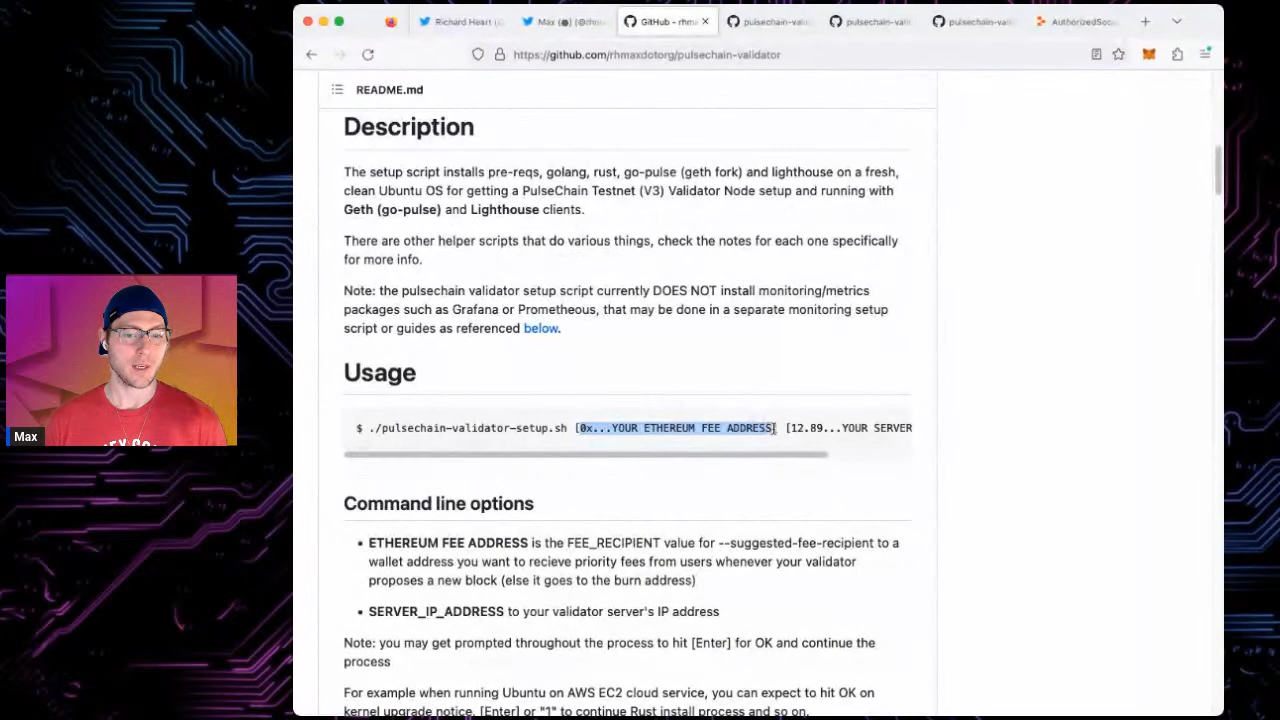 Richard Heart (
Max (
) (@rhm
GitHub - rhma
pulsechain-valid
pulsechain-vali
pulsechain-vali
AuthorizedSoc
https://github.com/rhmaxdotorg/pulsechain-validator
README.md
Description
The setup script installs pre-reqs, golang, rust, go-pulse (geth fork) and lighthouse on a fresh,
clean Ubuntu OS for getting a PulseChain Testnet (V3) Validator Node setup and running with
Geth (go-pulse) and Lighthouse clients.
There are other helper scripts that do various things, check the notes for each one specifically
for more info.
Note: the pulsechain validator setup script currently DOES NOT install monitoring/metrics
packages such as Grafana or Prometheous, that may be done in a separate monitoring setup
script or guides as referenced below.
Usage
$ ./pulsechain-validator-setup.sh [0x...YOUR ETHEREUM FEE ADDRESS] [12.89...YOUR SERVER
Command line options
• ETHEREUM FEE ADDRESS is the FEE_RECIPIENT value for --suggested-fee-recipient to a
wallet address you want to recieve priority fees from users whenever your validator
proposes a new block (else it goes to the burn address)
• SERVER_IP_ADDRESS to your validator server's IP address
Note: you may get prompted throughout the process to hit [Enter] for OK and continue the
process
For example when running Ubuntu on AWS EC2 cloud service, you can expect to hit OK on
kernel upgrade notice, [Enter] or "1" to continue Rust install process and so on.
Max